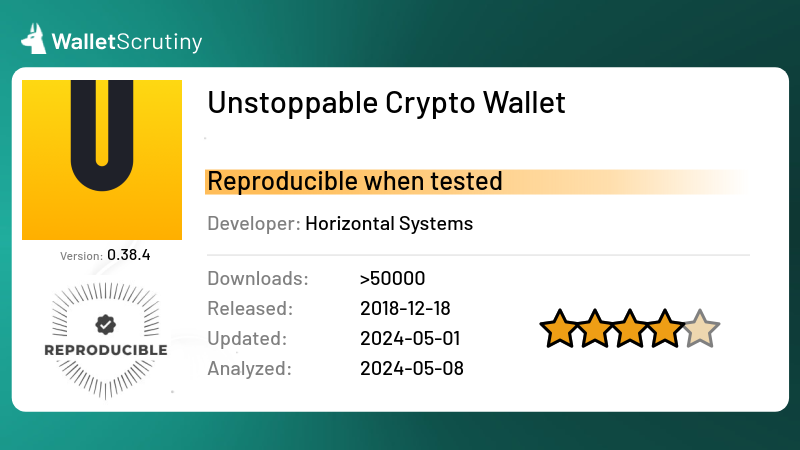 WalletScrutiny
Unstoppable Crypto Wallet
Reproducible when tested
Developer: Horizontal Systems
Version: 0.38.4
REPRODUCIBLE
Downloads: >50000
Released: 2018-12-18
Updated: 2024-05-01
Analyzed: 2024-05-08